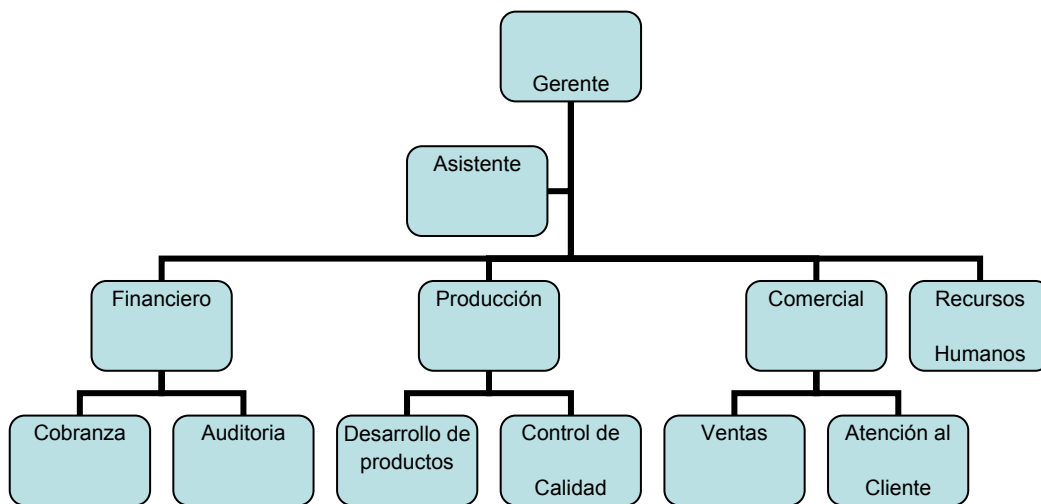 Gerente
Asistente
Financiero
Producción
Comercial
Recursos
Humanos
Cobranza
Auditoria
Desarrollo de
productos
Control de
Calidad
Ventas
Atención al
Cliente